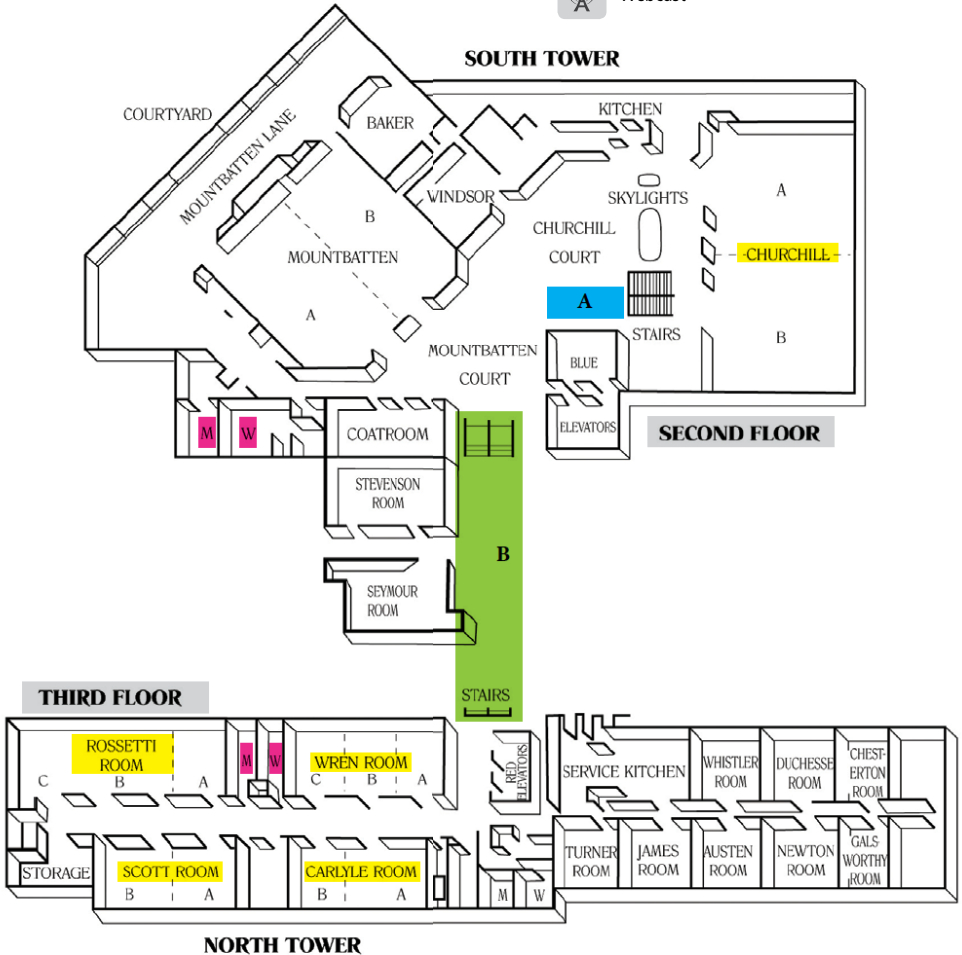 A
Webcast
SOUTH TOWER
COURTYARD
MOUNTBATTEN LANE
BAKER
KITCHEN
WINDSOR
SKYLIGHTS
A
B
CHURCHILL
COURT
MOUNTBATTEN
CHURCHILL
A
A
STAIRS
B
MOUNTBATTEN
COURT
BLUE
ELEVATORS
M
W
COATROOM
SECOND FLOOR
STEVENSON
ROOM
B
SEYMOUR
ROOM
STAIRS
THIRD FLOOR
ROSSETTI
ROOM
C
B
A
M
W
WREN ROOM
C
B
A
RED
ELEVATORS
SERVICE KITCHEN
WHISTLER
ROOM
DUCHESSE
ROOM
CHEST-
ERTON
ROOM
STORAGE
SCOTT ROOM
B
A
CARLYLE ROOM
B
A
M
W
TURNER
ROOM
JAMES
ROOM
AUSTEN
ROOM
NEWTON
ROOM
GALS-
WORTHY
ROOM
NORTH TOWER